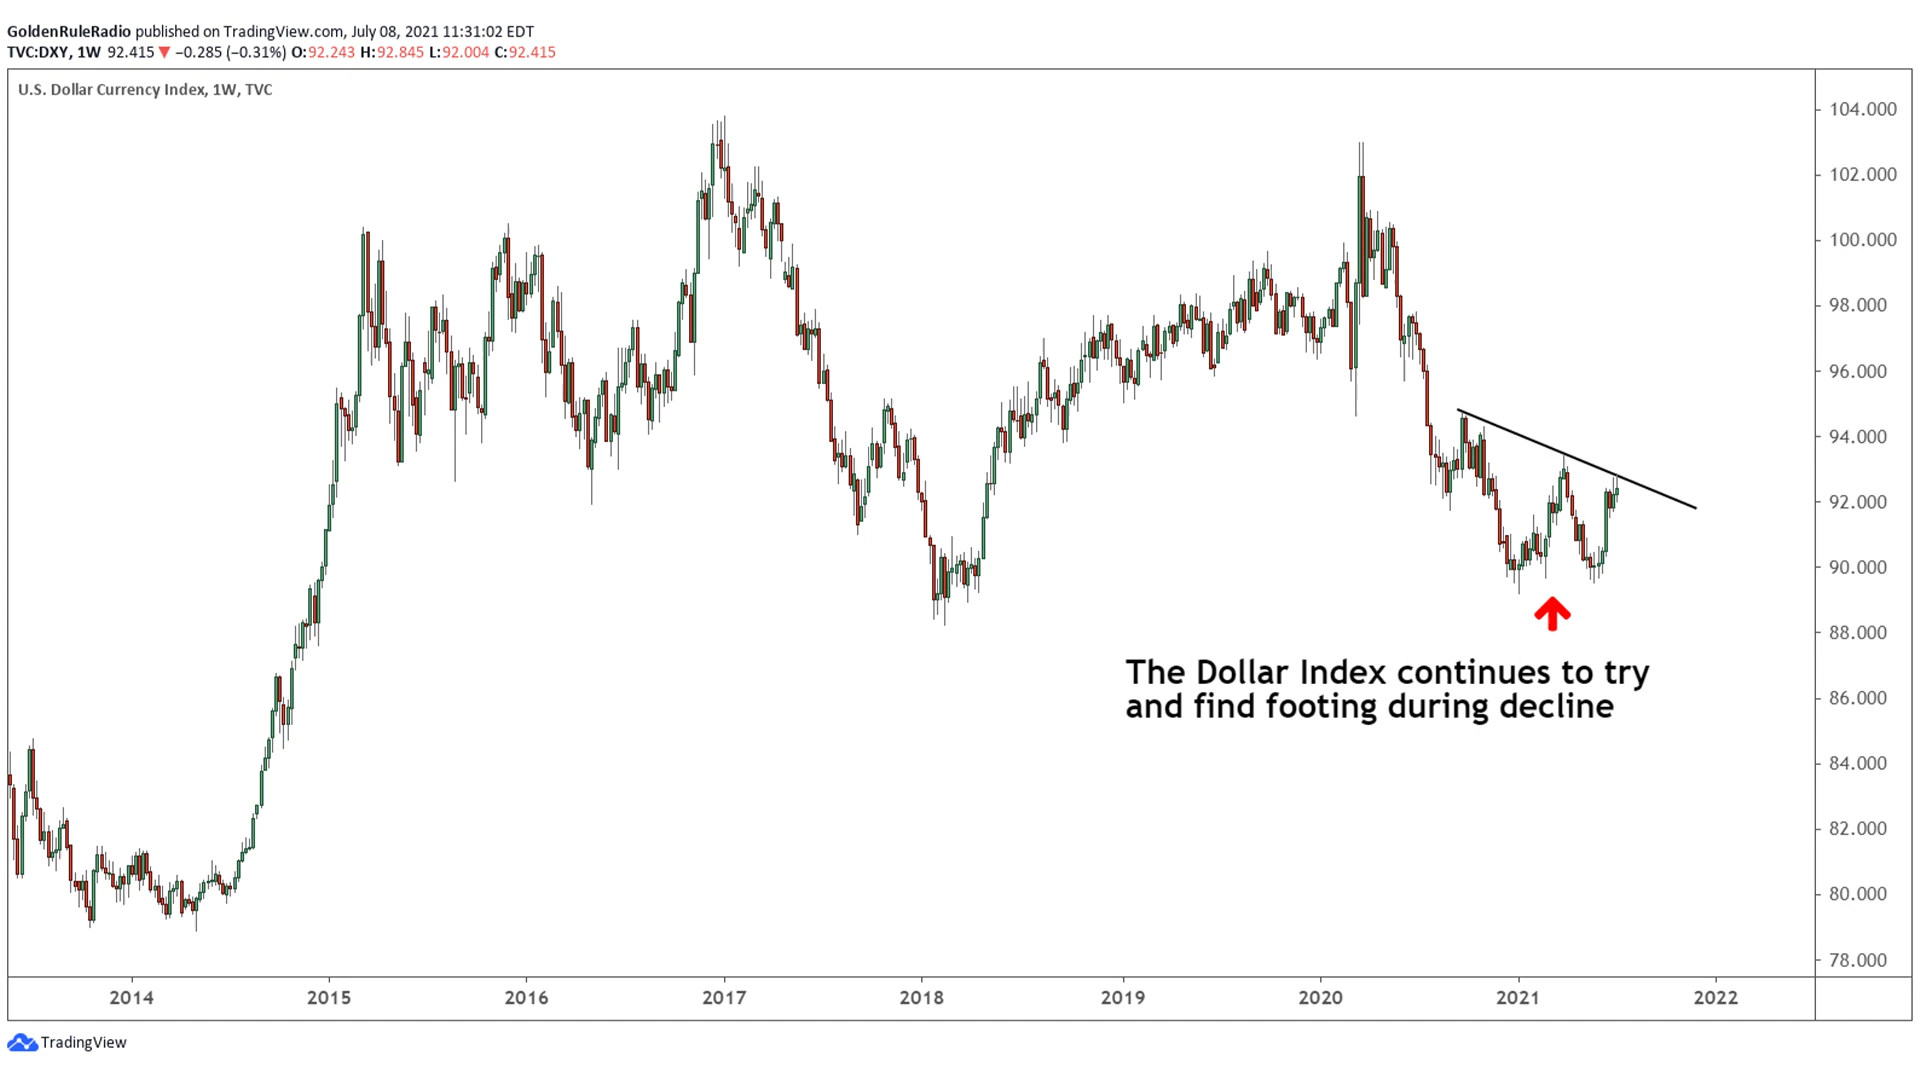 GoldenRuleRadio published on TradingView.com, July 08, 2021 11:31:02 EDT
TVC:DXY, 1W 92.415 ▼ −0.285 (−0.31%) O:92.243 H:92.845 L:92.004 C:92.415
U.S. Dollar Currency Index, 1W, TVC
104.000
102.000
100.000
98.000
96.000
94.000
92.000
90.000
88.000
86.000
84.000
82.000
80.000
78.000
The Dollar Index continues to try
and find footing during decline
2014 2015 2016 2017 2018 2019 2020 2021 2022
TradingView